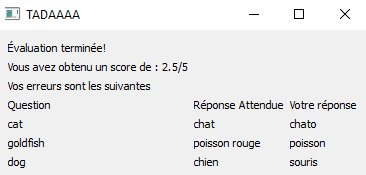 TADAAAA
Évaluation terminée!
Vous avez obtenu un score de : 2.5/5
Vos erreurs sont les suivantes
Question Réponse Attendue Votre réponse
cat chat chato
goldfish poisson rouge poisson
dog chien souris